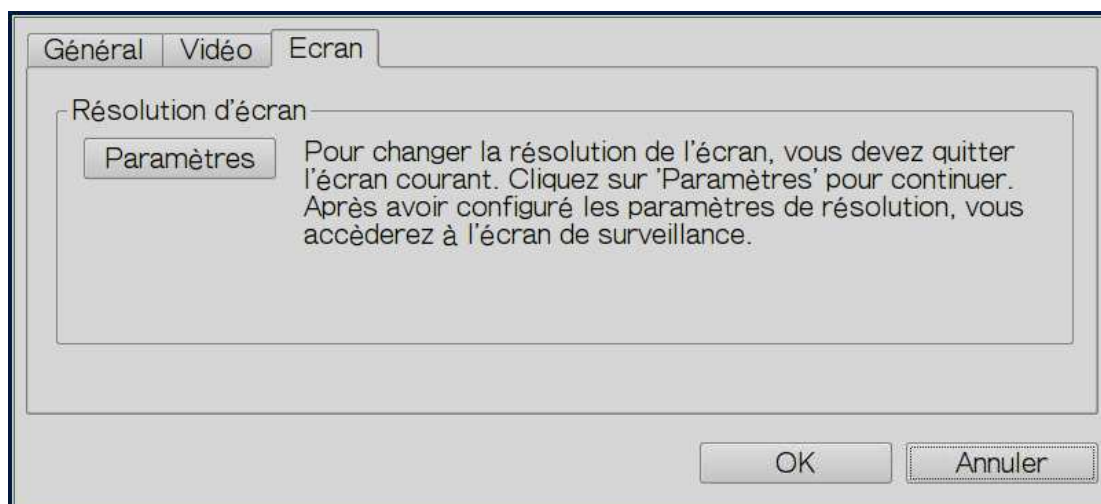 Général Vidéo Ecran
Résolution d'écran
Paramètres
Pour changer la résolution de l'écran, vous devez quitter
l'écran courant. Cliquez sur 'Paramètres' pour continuer.
Après avoir configuré les paramètres de résolution, vous
accèderez à l'écran de surveillance.
OK Annuler